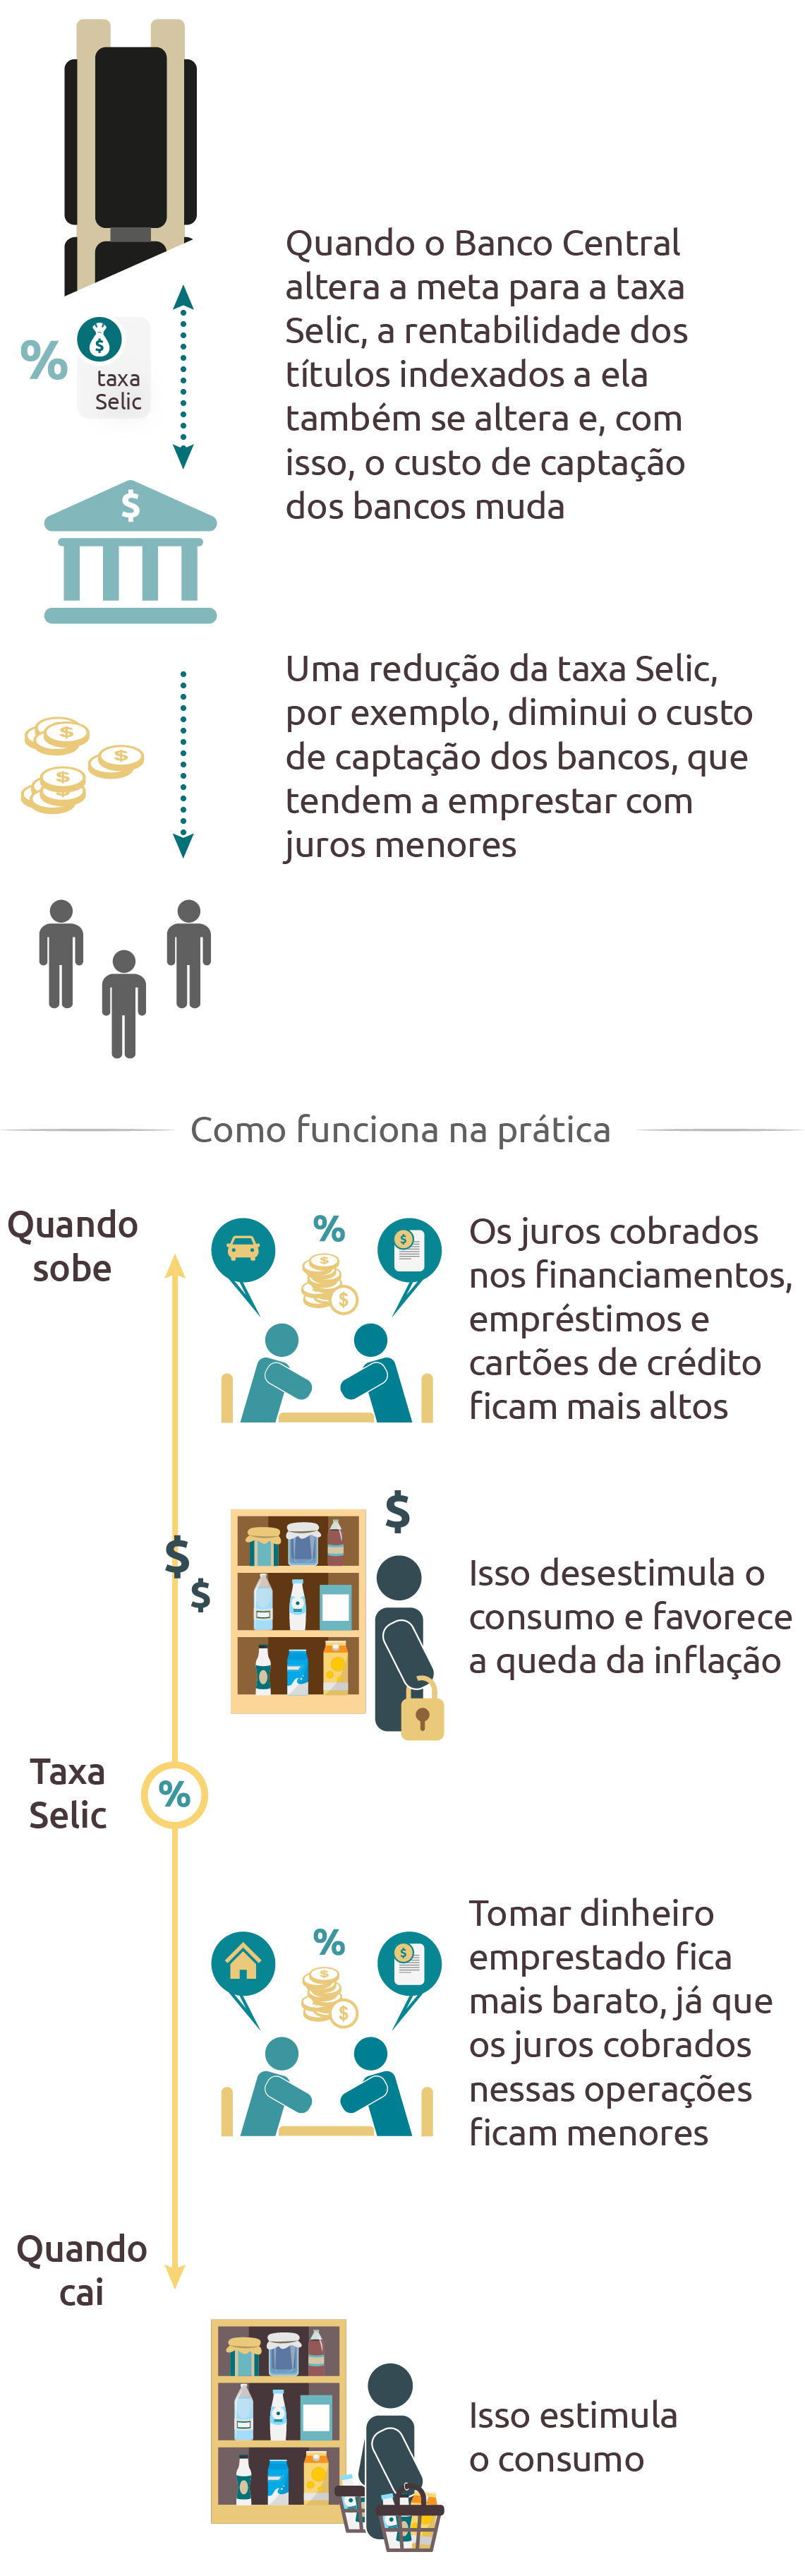 Quando o Banco Central
altera a meta para a taxa
Selic, a rentabilidade dos
títulos indexados a ela
também se altera e, com
isso, o custo de captação
dos bancos muda
%
$
taxa
Selic
$
Uma redução da taxa Selic,
por exemplo, diminui o custo
de captação dos bancos, que
tendem a emprestar com
juros menores
$
$
$
$
Como funciona na prática
Quando
sobe
%
$
$
$
Os juros cobrados
nos financiamentos,
empréstimos e
cartões de crédito
ficam mais altos
$
$
$
Isso desestimula o
consumo e favorece
a queda da inflação
Taxa
Selic
%
%
$
$
$
Tomar dinheiro
emprestado fica
mais barato, já que
os juros cobrados
nessas operações
ficam menores
Quando
cai
Isso estimula
o consumo